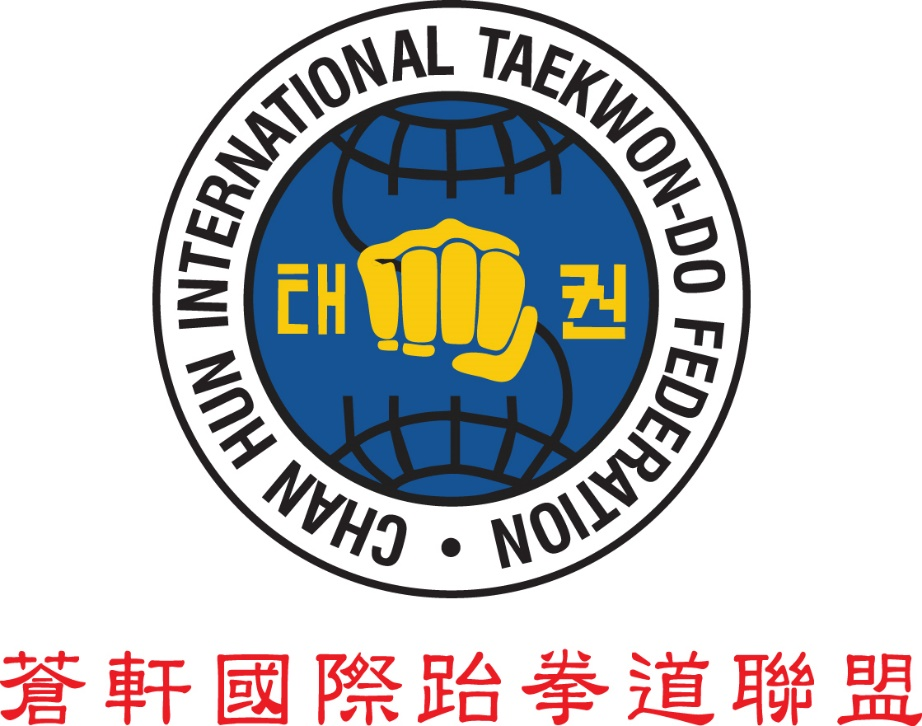 CHAN HUN INTERNATIONAL TAEKWON-DO FEDERATION •
태 권
蒼軒國際跆拳道聯盟